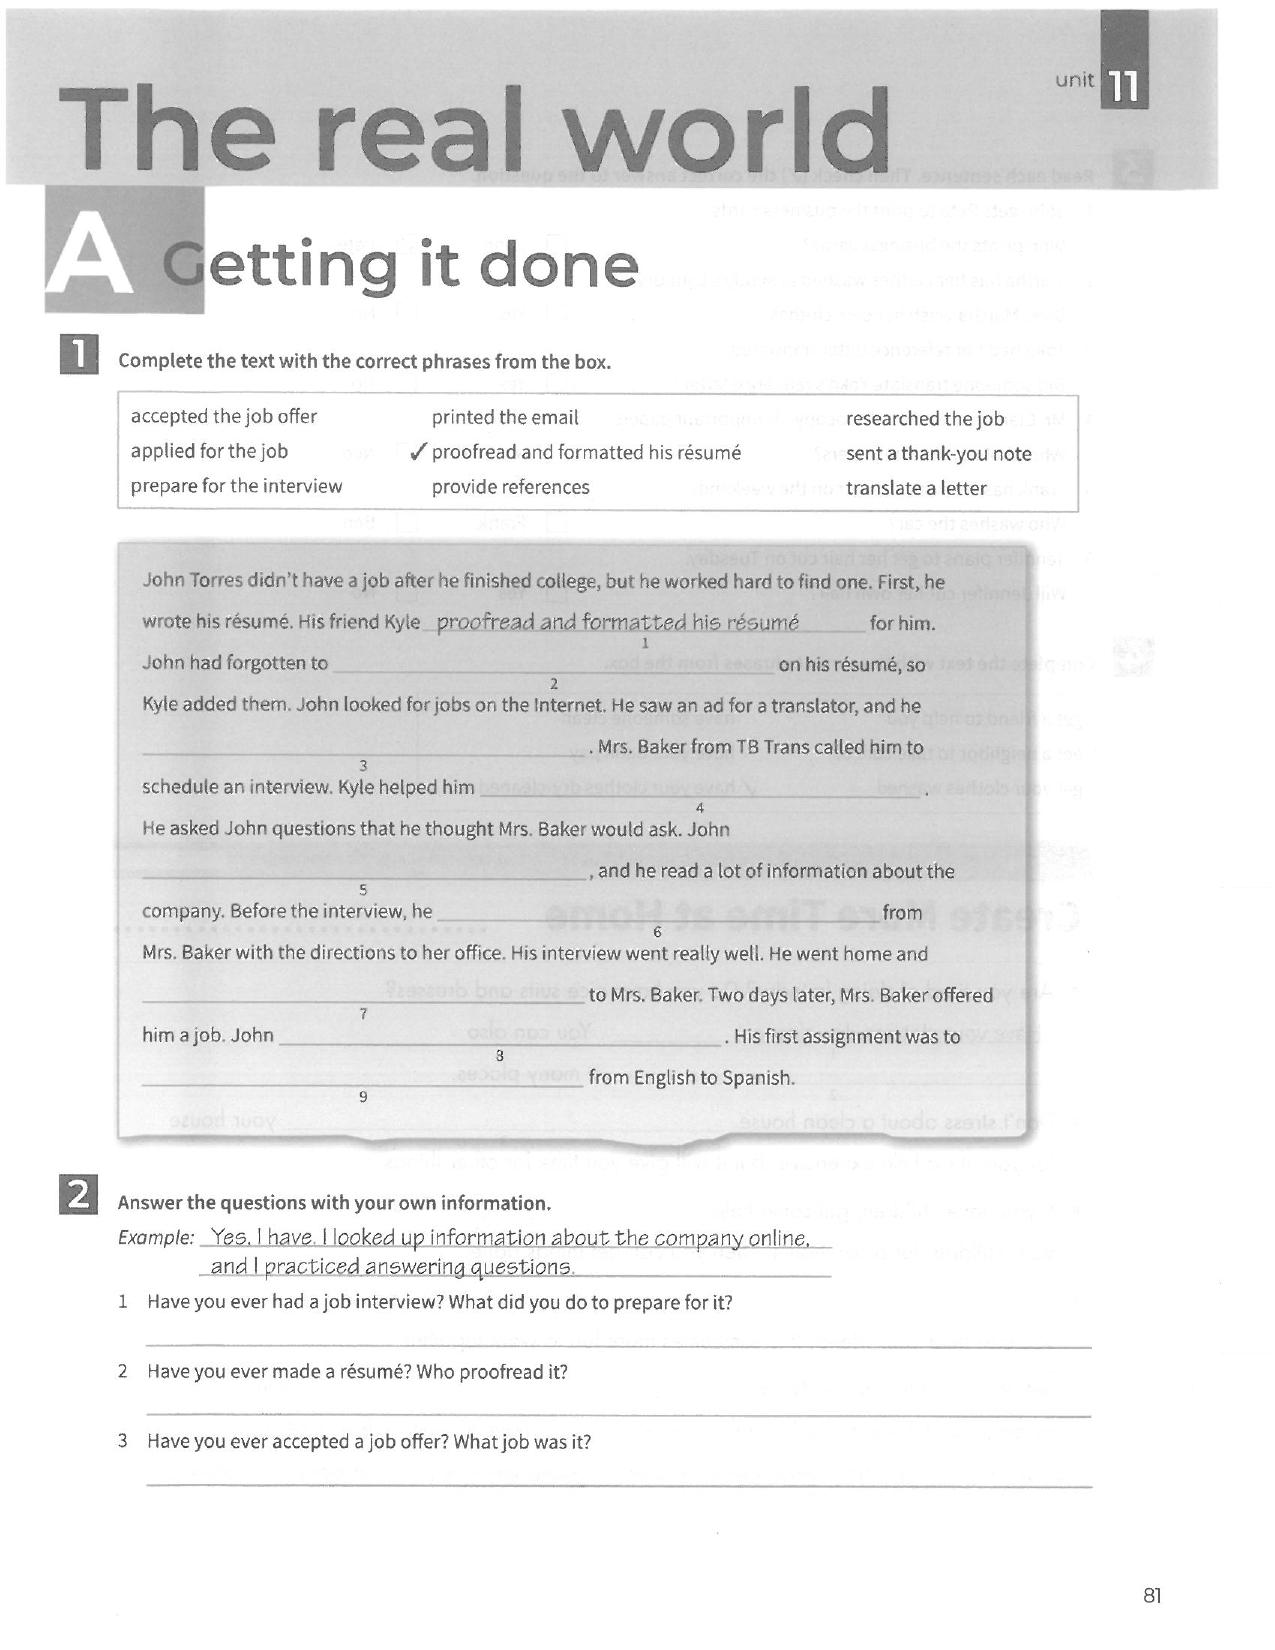 unit 11
The real world
A Getting it done
1 Complete the text with the correct phrases from the box.
accepted the job offer printed the email researched the job
applied for the job ✓ proofread and formatted his résumé sent a thank-you note
prepare for the interview provide references translate a letter
John Torres didn't have a job after he finished college, but he worked hard to find one. First, he
wrote his résumé. His friend Kyle proofread and formatted his résumé for him.
1
John had forgotten to ______ on his résumé, so
2
Kyle added them. John looked for jobs on the Internet. He saw an ad for a translator, and he
______. Mrs. Baker from TB Trans called him to
3
schedule an interview. Kyle helped him ______.
4
He asked John questions that he thought Mrs. Baker would ask. John
______, and he read a lot of information about the
5
company. Before the interview, he ______ from
6
Mrs. Baker with the directions to her office. His interview went really well. He went home and
______ to Mrs. Baker. Two days later, Mrs. Baker offered
7
him a job. John ______. His first assignment was to
8
______ from English to Spanish.
9
2 Answer the questions with your own information.
Example: Yes, I have. I looked up information about the company online,
and I practiced answering questions.
1 Have you ever had a job interview? What did you do to prepare for it?
2 Have you ever made a résumé? Who proofread it?
3 Have you ever accepted a job offer? What job was it?
81